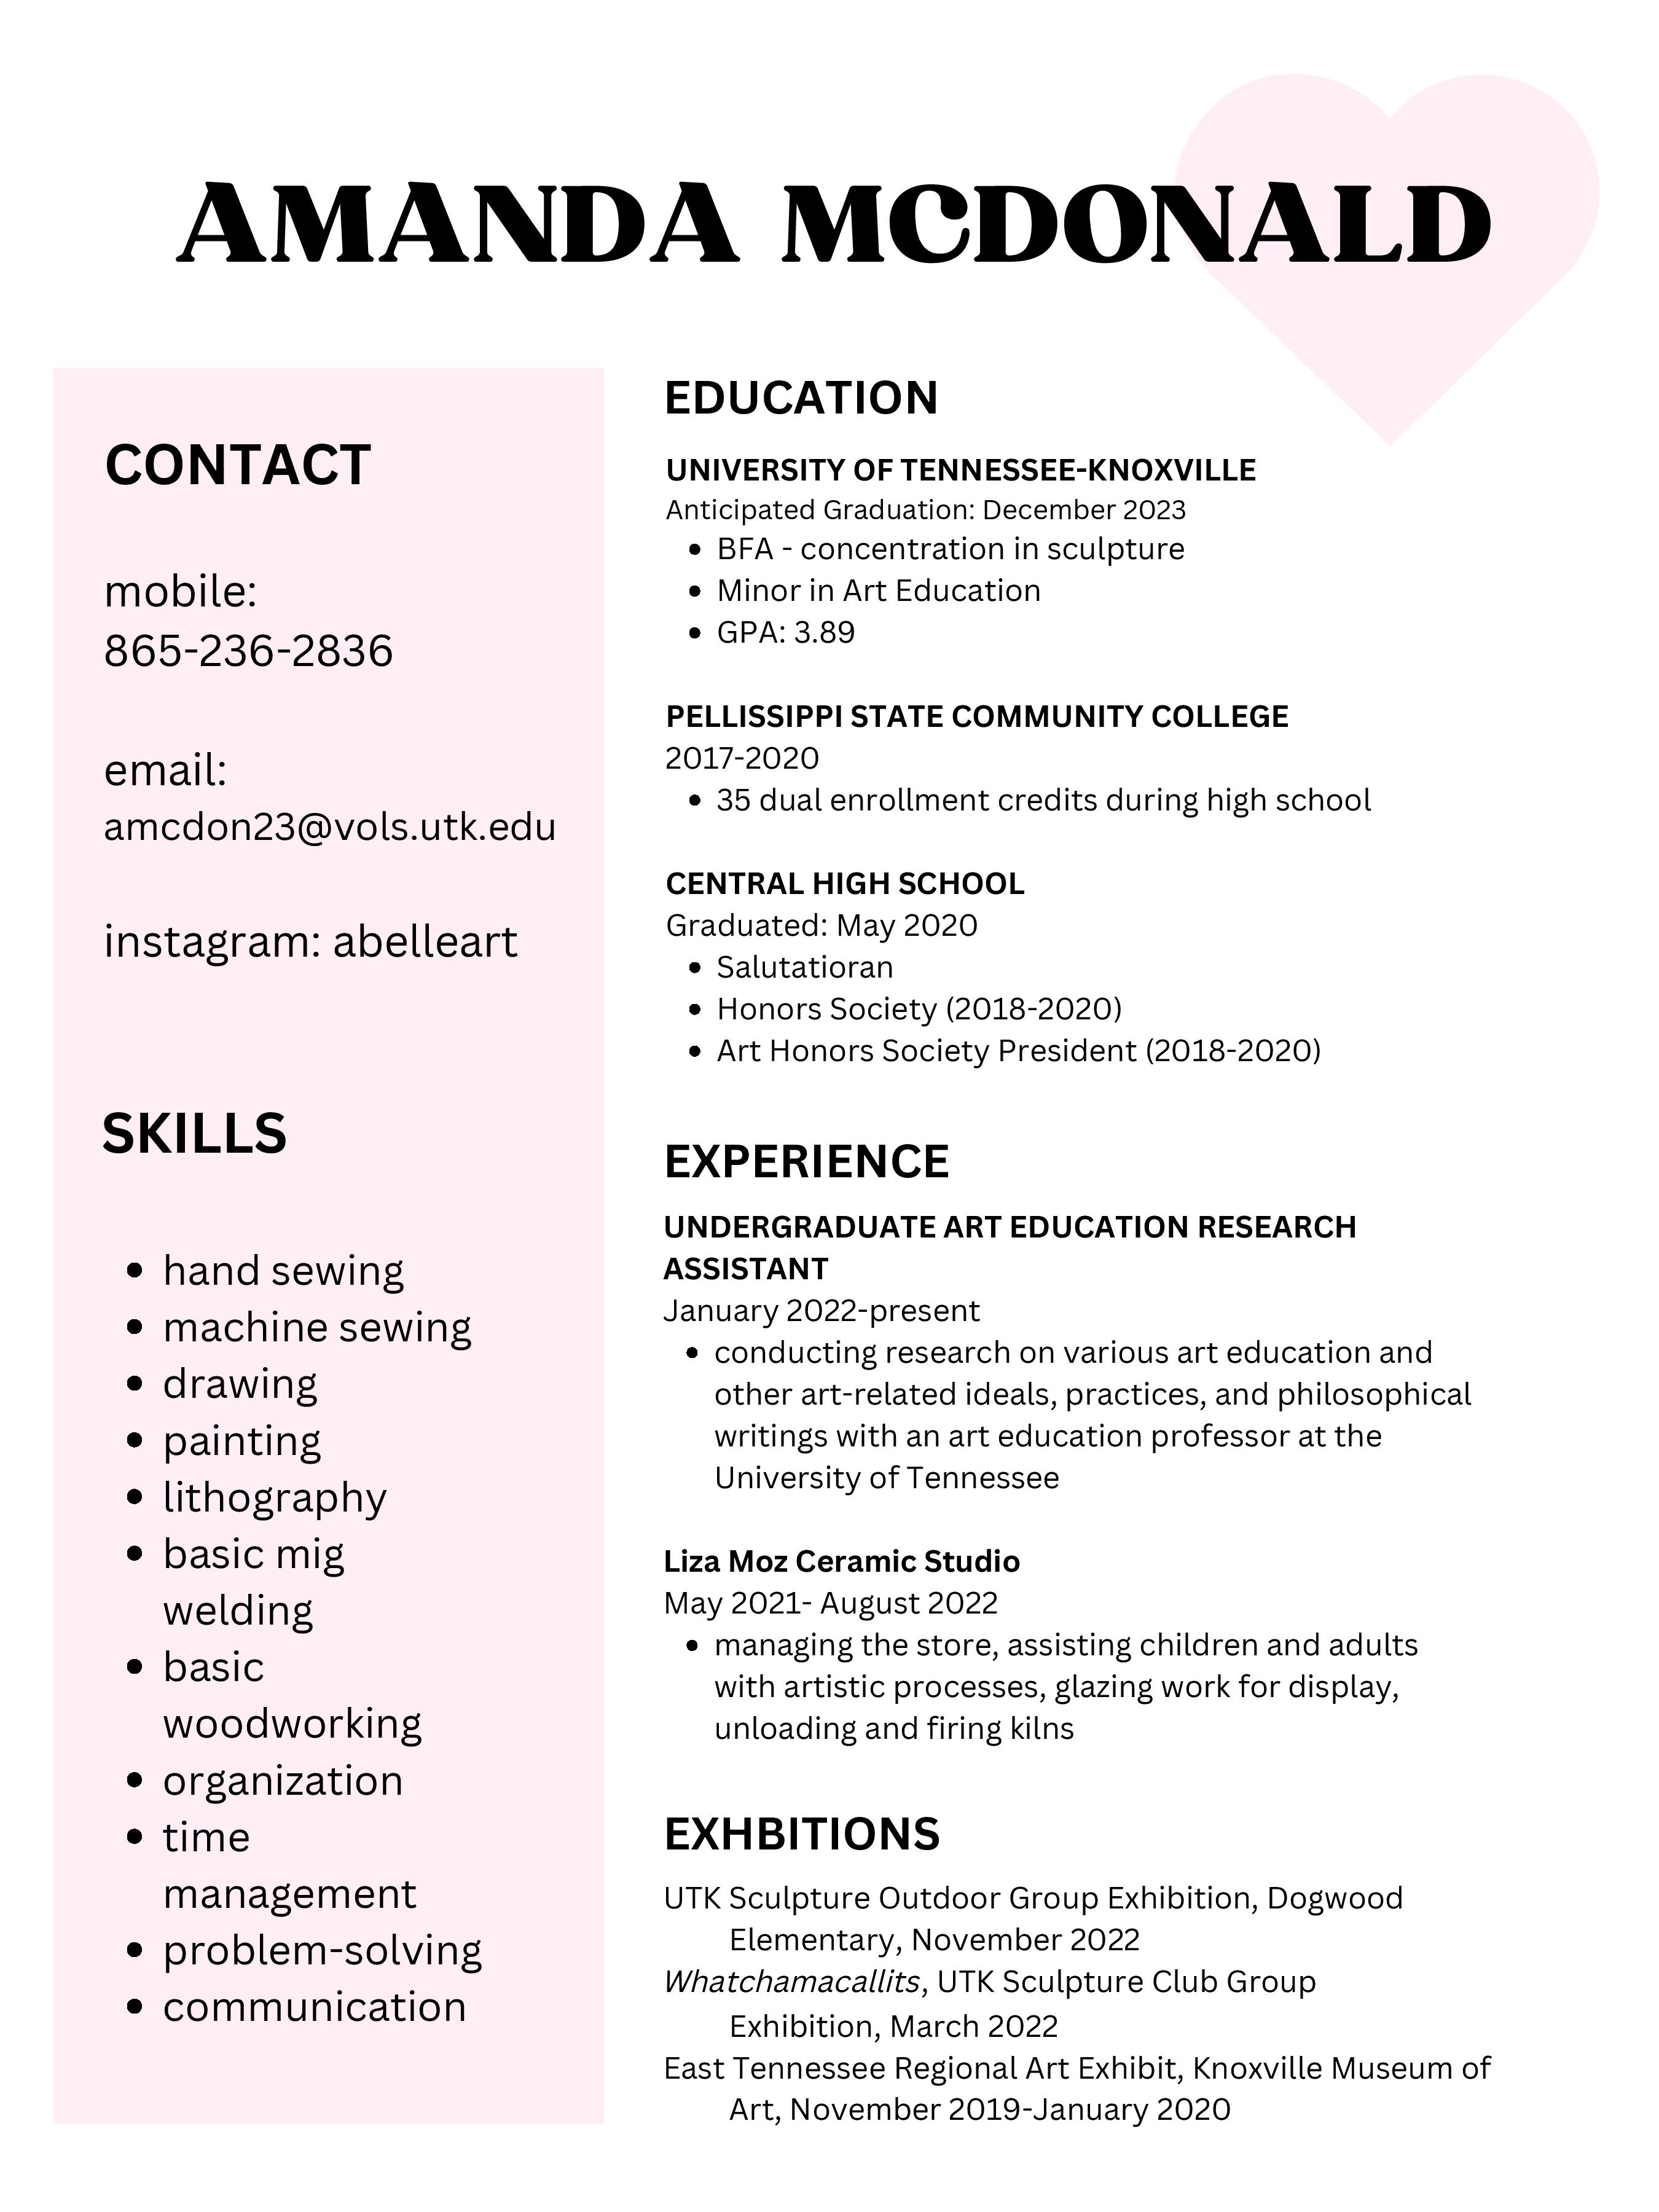 AMANDA MCDONALD
CONTACT
mobile:
865-236-2836
email:
amcdon23@vols.utk.edu
instagram: abelleart
SKILLS
• hand sewing
• machine sewing
• drawing
• painting
• lithography
• basic mig
welding
• basic
woodworking
• organization
• time
management
• problem-solving
• communication
EDUCATION
UNIVERSITY OF TENNESSEE-KNOXVILLE
Anticipated Graduation: December 2023
• BFA - concentration in sculpture
• Minor in Art Education
• GPA: 3.89
PELLISSIPPI STATE COMMUNITY COLLEGE
2017-2020
• 35 dual enrollment credits during high school
CENTRAL HIGH SCHOOL
Graduated: May 2020
• Salutatioran
• Honors Society (2018-2020)
• Art Honors Society President (2018-2020)
EXPERIENCE
UNDERGRADUATE ART EDUCATION RESEARCH
ASSISTANT
January 2022-present
• conducting research on various art education and
other art-related ideals, practices, and philosophical
writings with an art education professor at the
University of Tennessee
Liza Moz Ceramic Studio
May 2021- August 2022
• managing the store, assisting children and adults
with artistic processes, glazing work for display,
unloading and firing kilns
EXHBITIONS
UTK Sculpture Outdoor Group Exhibition, Dogwood
Elementary, November 2022
Whatchamacallits, UTK Sculpture Club Group
Exhibition, March 2022
East Tennessee Regional Art Exhibit, Knoxville Museum of
Art, November 2019-January 2020